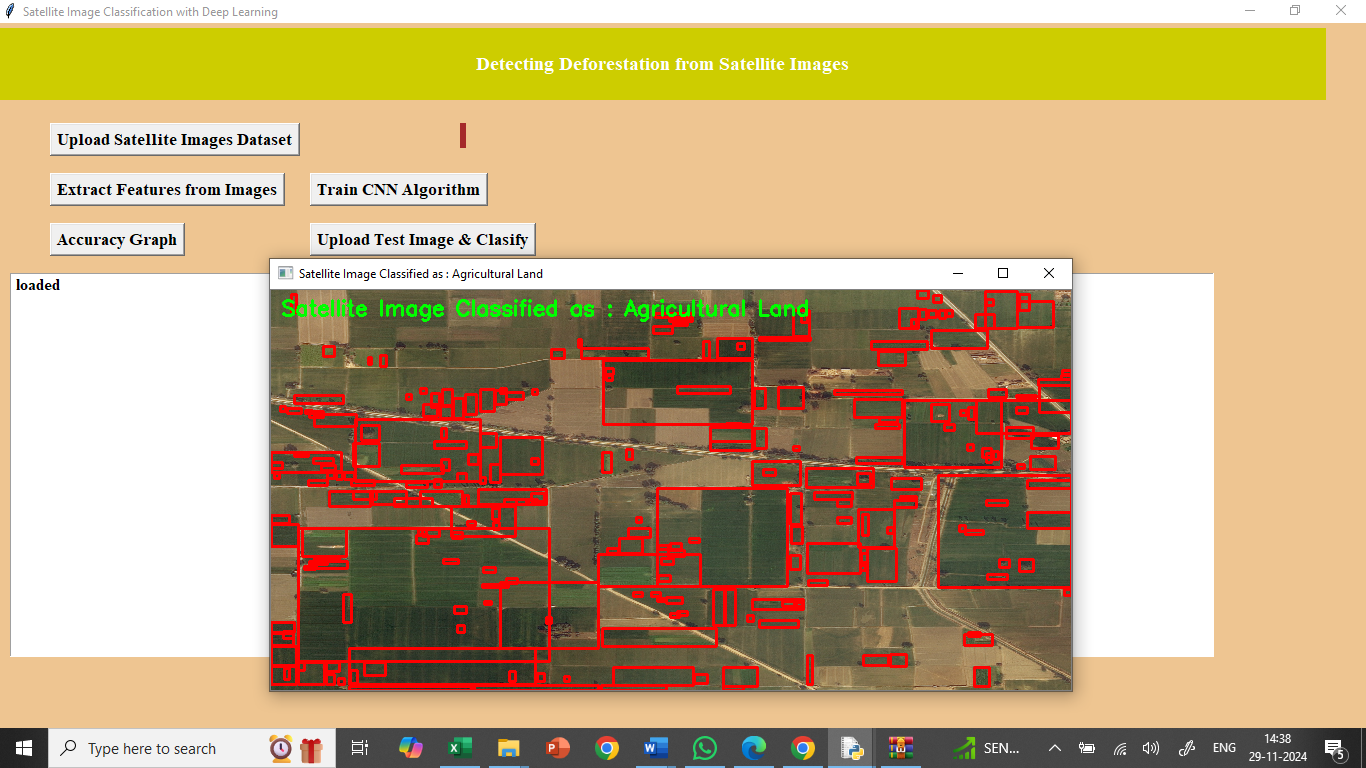 Satellite Image Classification with Deep Learning
Detecting Deforestation from Satellite Images
Upload Satellite Images Dataset
Extract Features from Images
Train CNN Algorithm
Accuracy Graph
Upload Test Image & Clasify
loaded
Satellite Image Classified as : Agricultural Land
Satellite Image Classified as : Agricultural Land
Type here to search
SEN...
ENG
14:38
29-11-2024
5